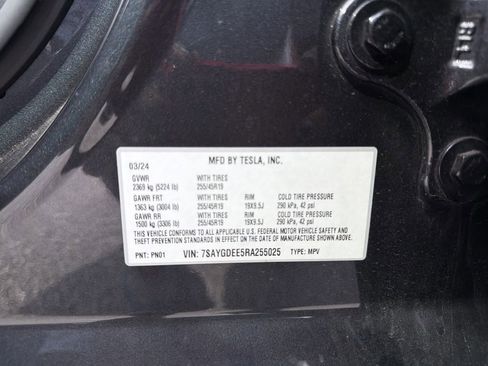 MFD BY TESLA, INC.
03/24
GVWR WITH TIRES
2369 kg (5224 lb) 255/45R19
GAWR FRT WITH TIRES RIM COLD TIRE PRESSURE
1363 kg (3004 lb) 255/45R19 19X9.5J 290 kPa, 42 psi
GAWR RR WITH TIRES RIM COLD TIRE PRESSURE
1500 kg (3306 lb) 255/45R19 19X9.5J 290 kPa, 42 psi
THIS VEHICLE CONFORMS TO ALL APPLICABLE U.S. FEDERAL MOTOR VEHICLE SAFETY AND
THEFT PREVENTION STANDARDS IN EFFECT ON THE DATE OF MANUFACTURE SHOWN ABOVE.
PNT: PN01 VIN: 7SAYGDEE5RA255025 TYPE: MPV